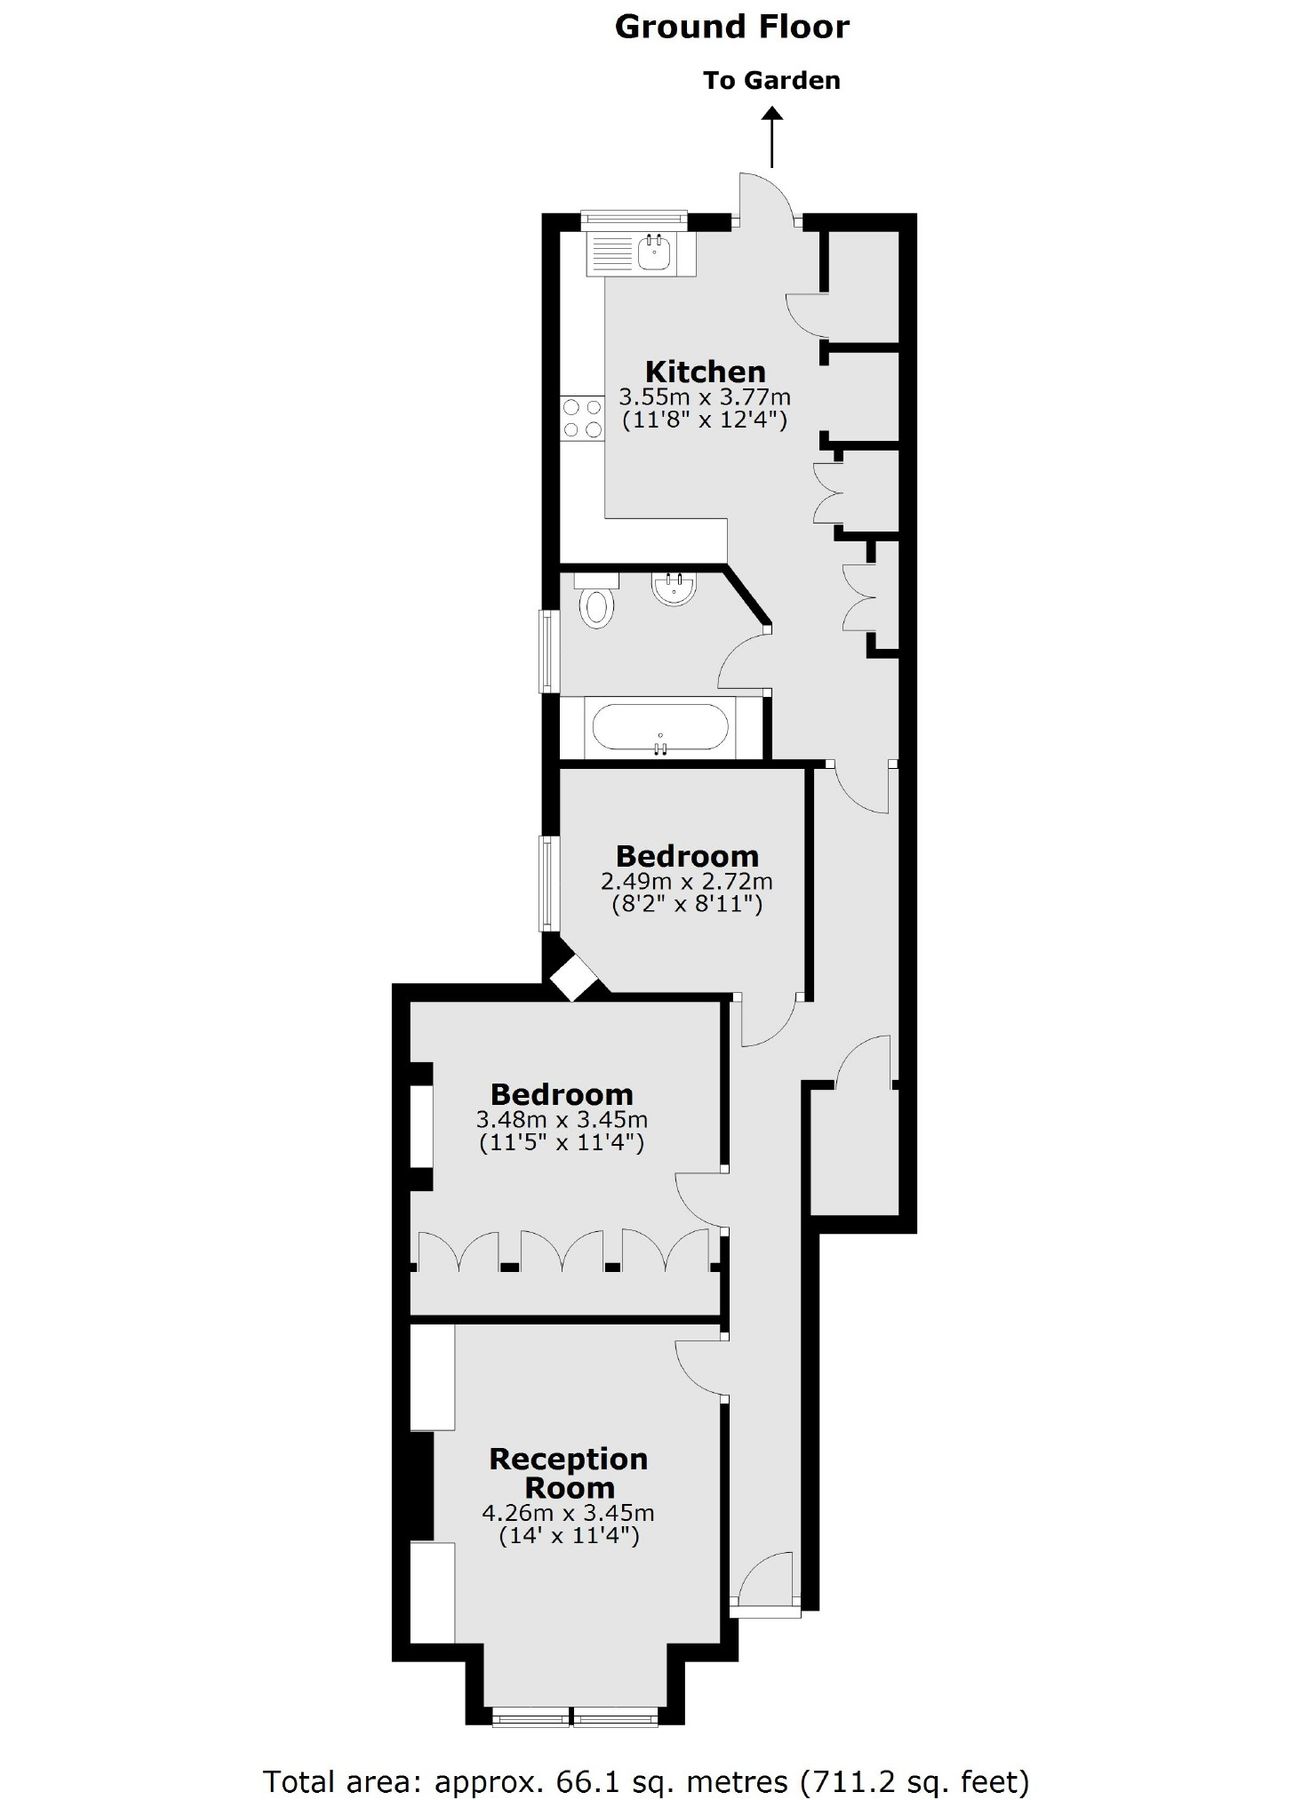 Ground Floor
To Garden
Kitchen
3.55m x 3.77m
(11'8" x 12'4")
Bedroom
2.49m x 2.72m
(8'2" x 8'11")
Bedroom
3.48m x 3.45m
(11'5" x 11'4")
Reception
Room
4.26m x 3.45m
(14' x 11'4")
Total area: approx. 66.1 sq. metres (711.2 sq. feet)